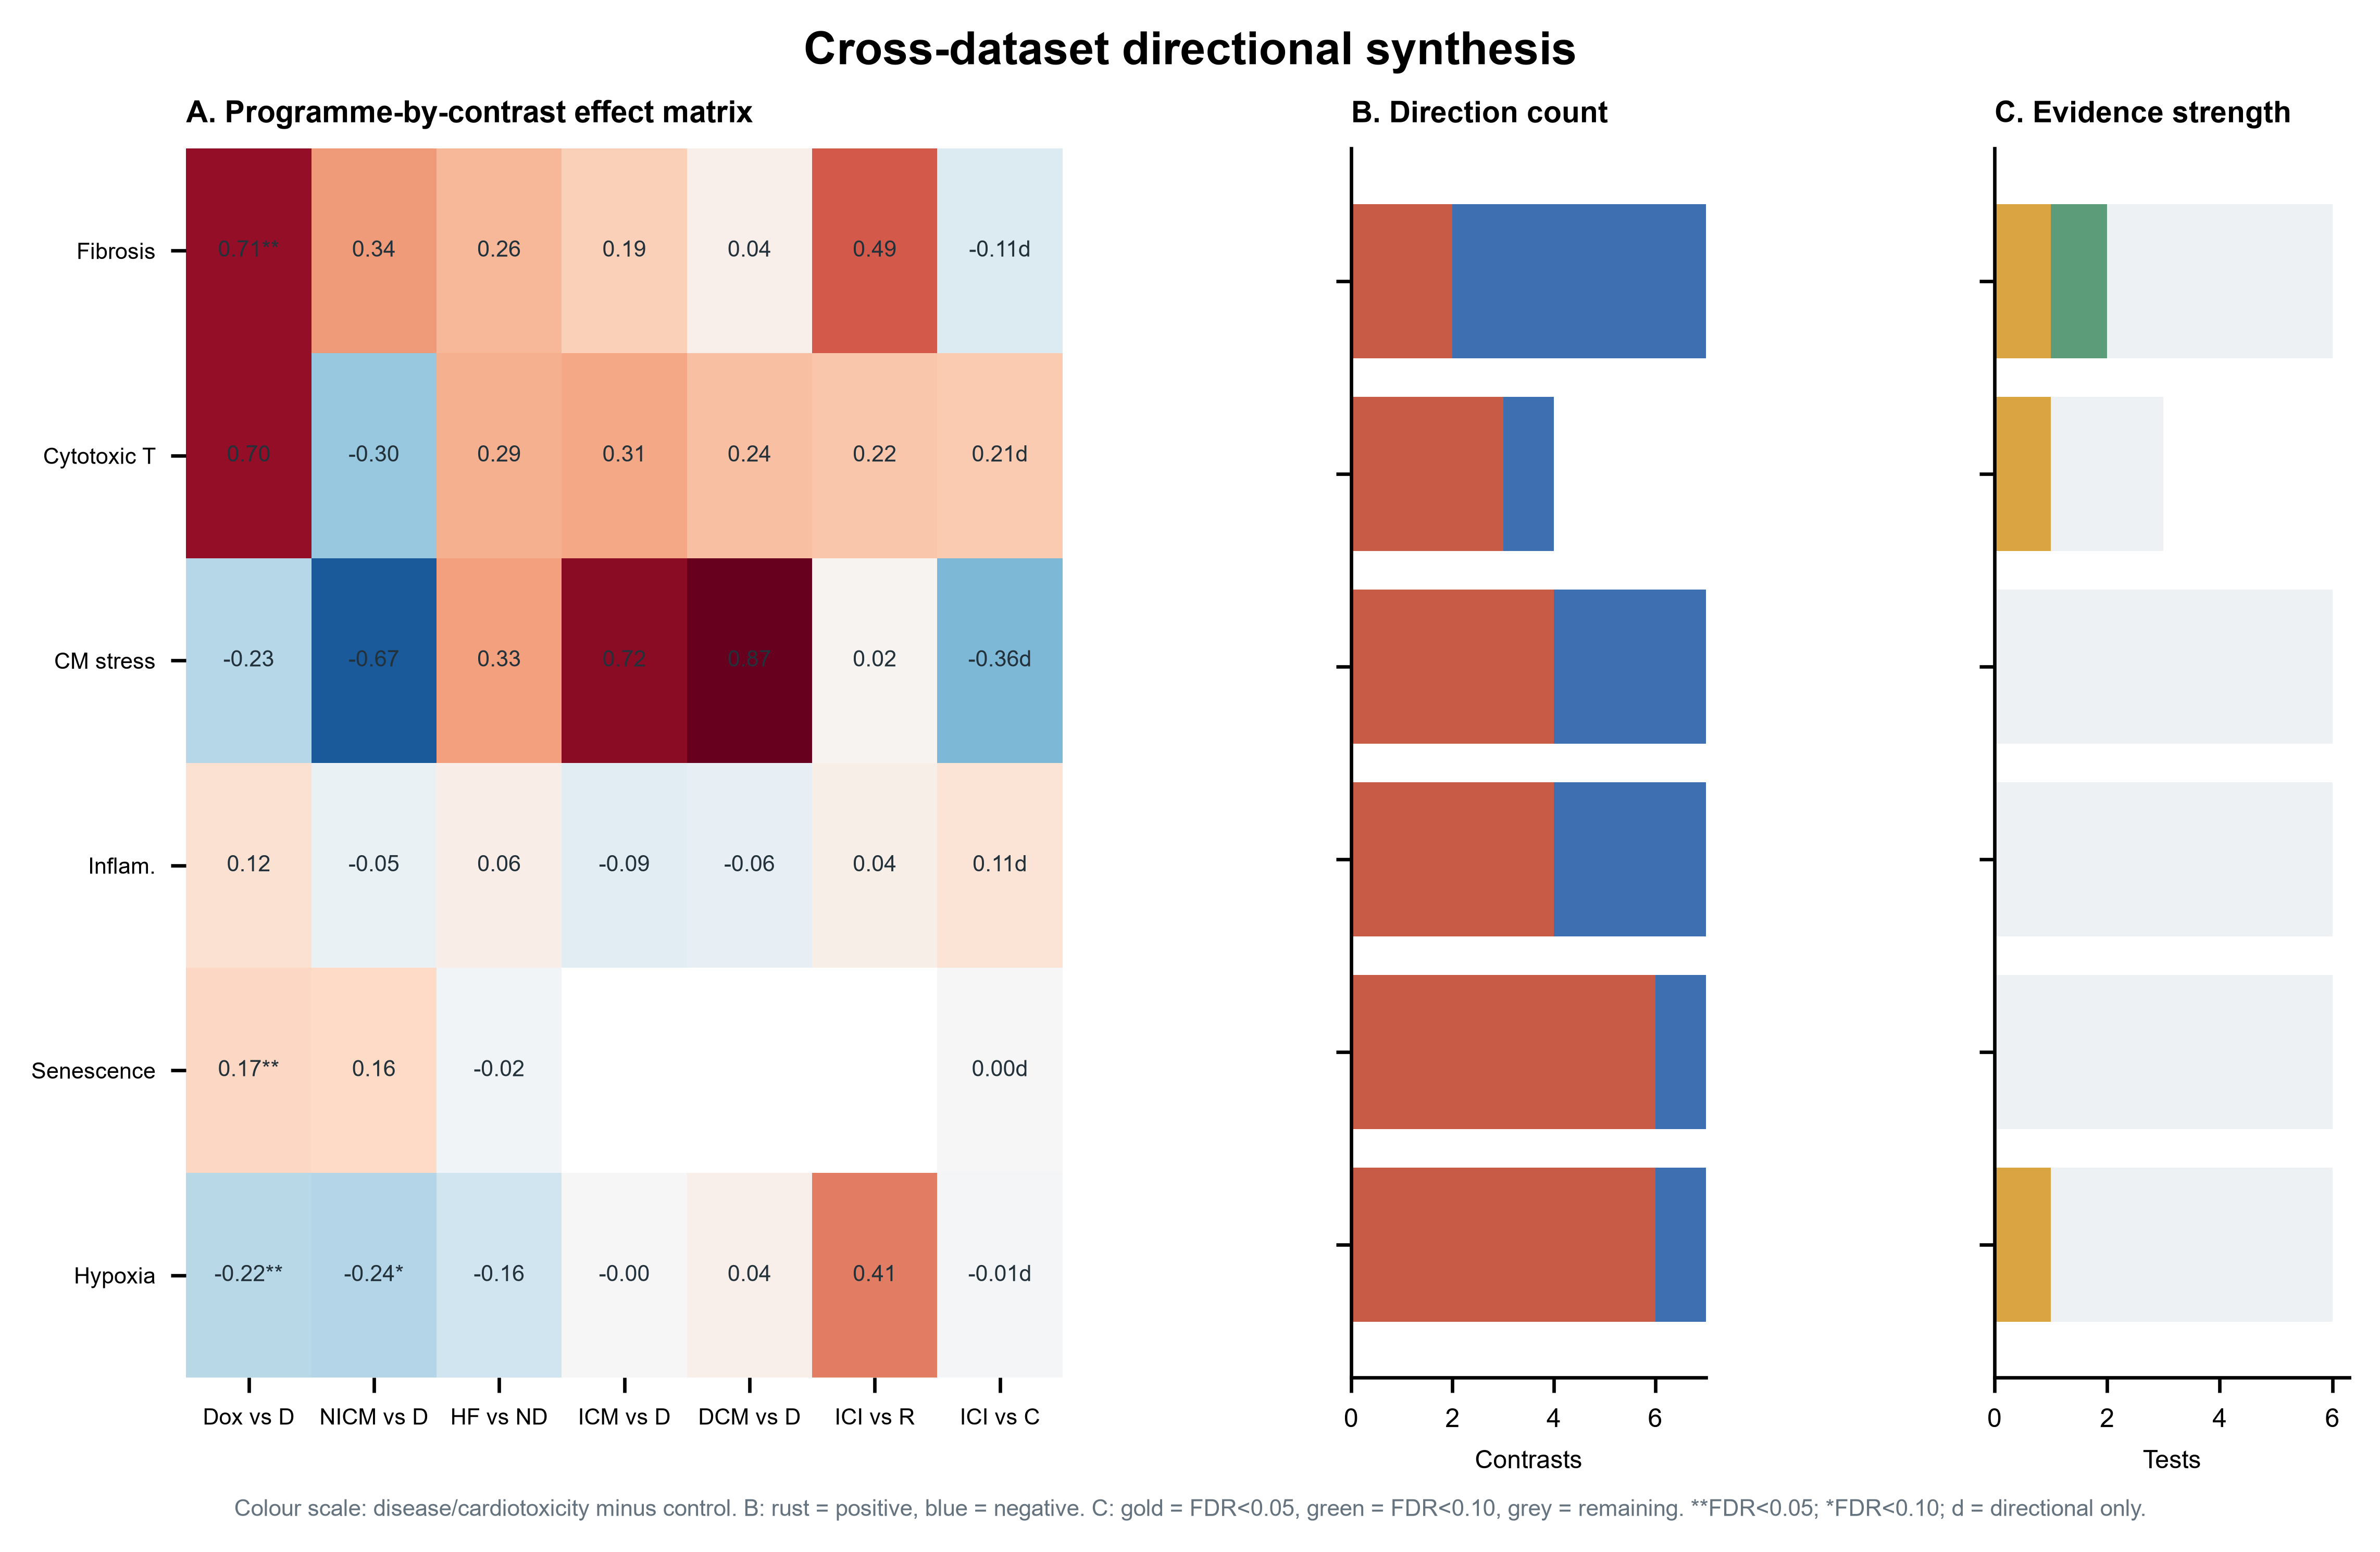 Cross-dataset directional synthesis
A. Programme-by-contrast effect matrix
B. Direction count
C. Evidence strength
Fibrosis 0.71** 0.34 0.26 0.19 0.04 0.49 -0.11d
Cytotoxic T 0.70 -0.30 0.29 0.31 0.24 0.22 0.21d
CM stress -0.23 -0.67 0.33 0.72 0.87 0.02 -0.36d
Inflam. 0.12 -0.05 0.06 -0.09 -0.06 0.04 0.11d
Senescence 0.17** 0.16 -0.02 0.00d
Hypoxia -0.22** -0.24* -0.16 -0.00 0.04 0.41 -0.01d
Dox vs D NICM vs D HF vs ND ICM vs D DCM vs D ICI vs R ICI vs C
0 2 4 6
Contrasts
0 2 4 6
Tests
Colour scale: disease/cardiotoxicity minus control. B: rust = positive, blue = negative. C: gold = FDR<0.05, green = FDR<0.10, grey = remaining. **FDR<0.05; *FDR<0.10; d = directional only.